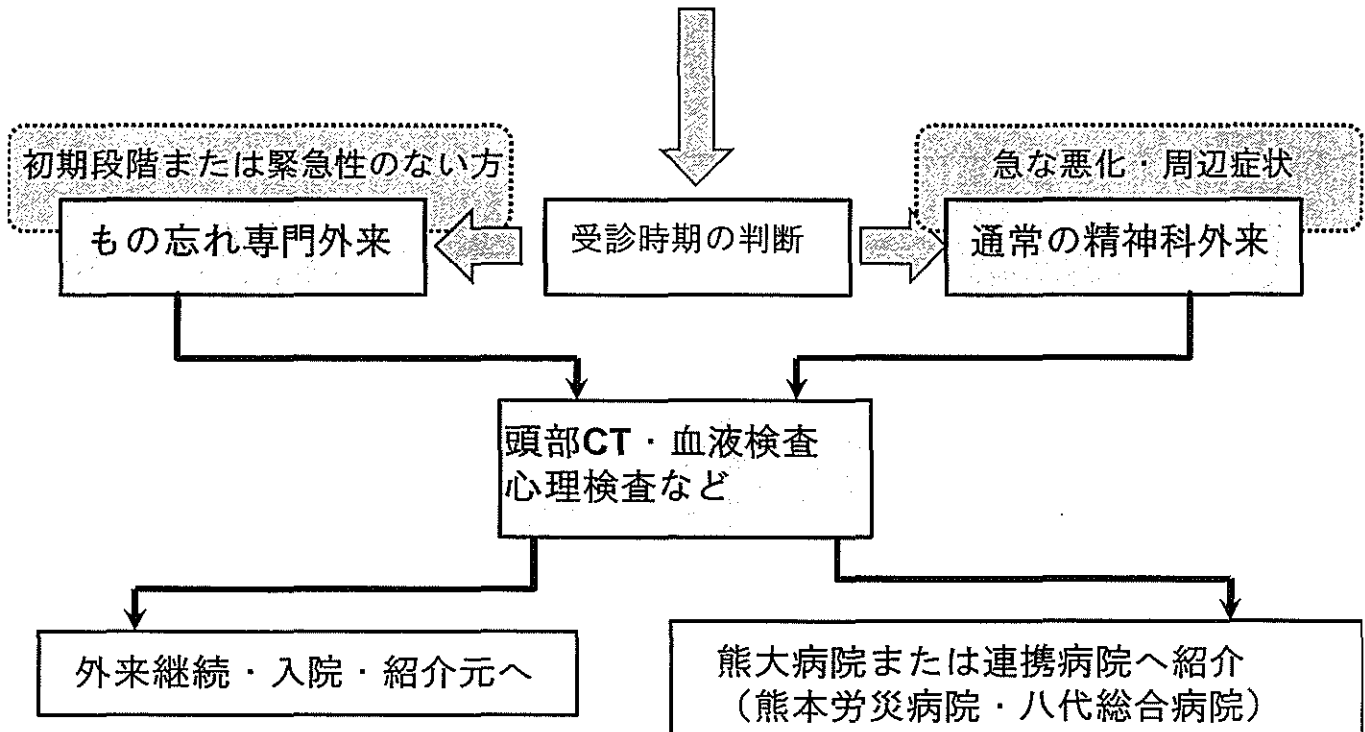 初期段階または緊急性のない方
急な悪化・周辺症状
もの忘れ専門外来
受診時期の判断
通常の精神科外来
頭部CT・血液検査
心理検査など
外来継続・入院・紹介元へ
熊大病院または連携病院へ紹介
（熊本労災病院・八代総合病院）